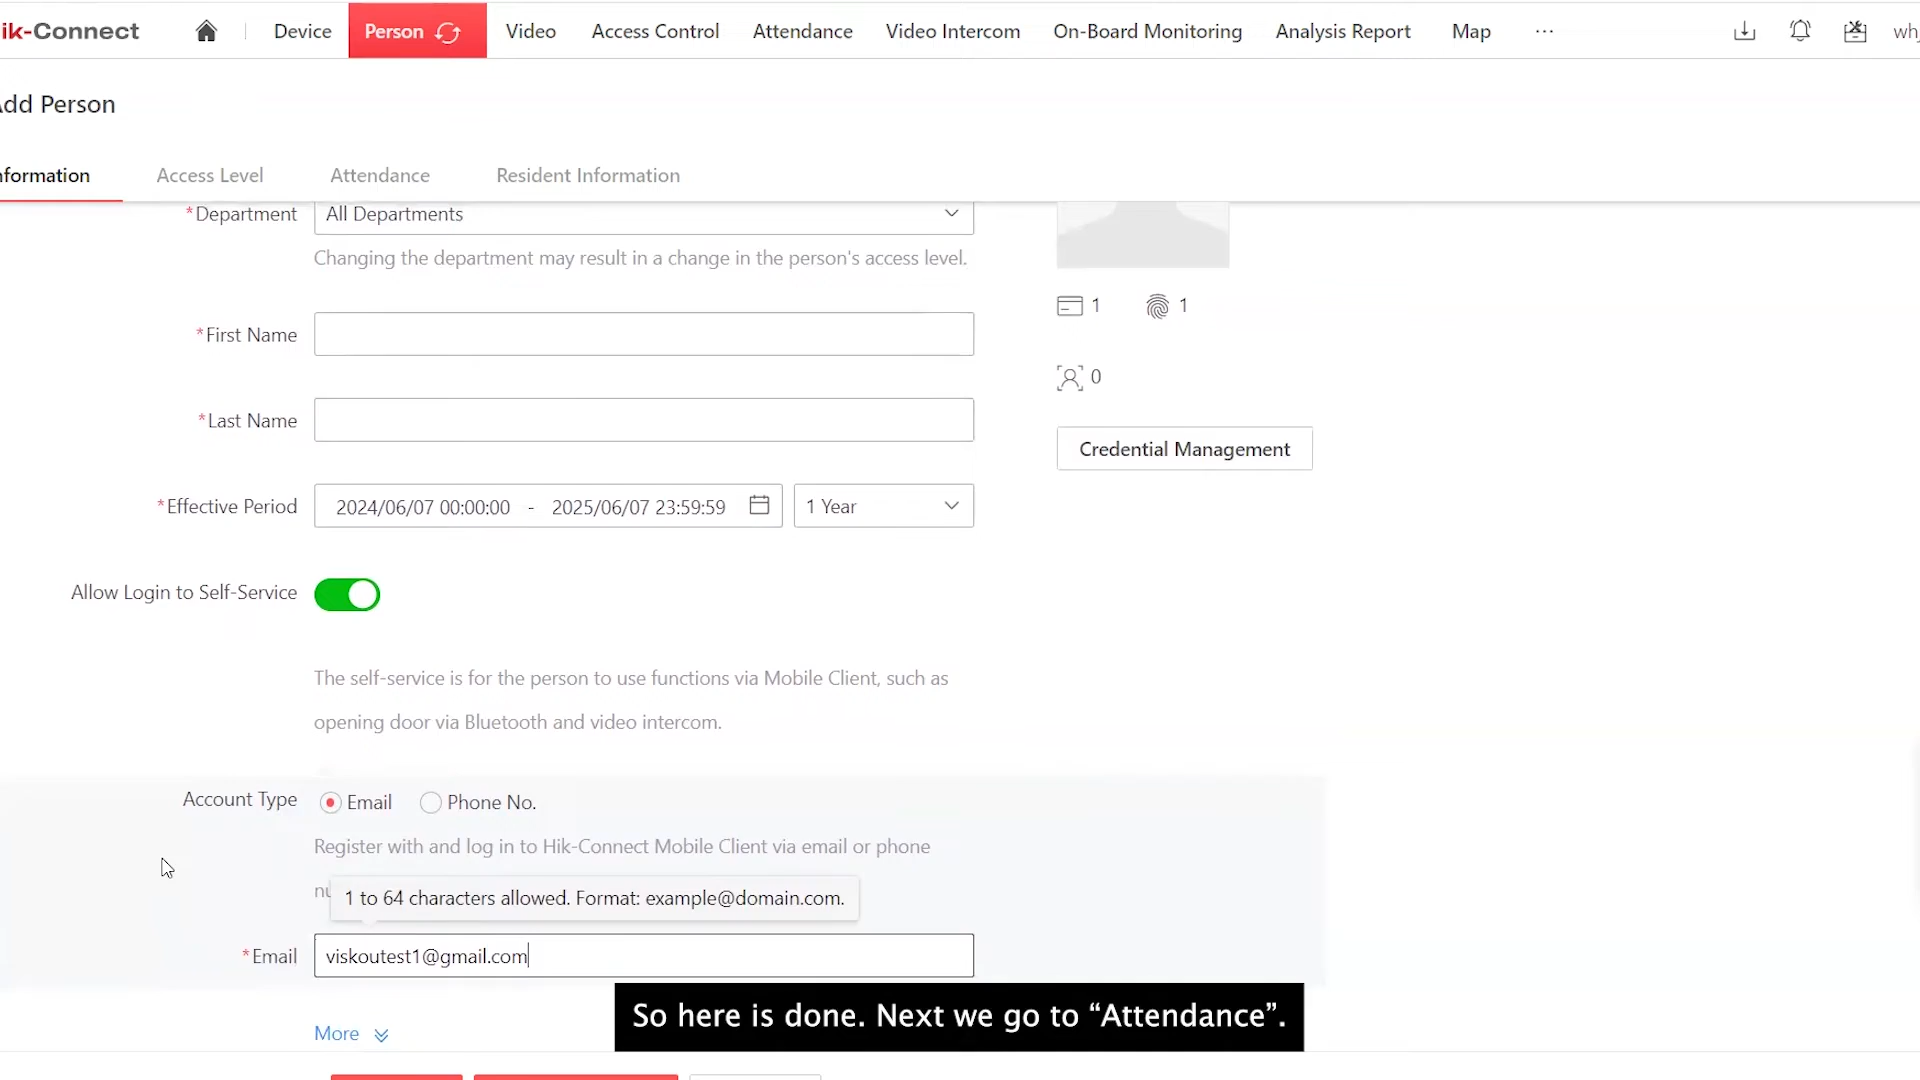 ik-Connect
Device
Person
Video
Access Control
Attendance
Video Intercom
On-Board Monitoring
Analysis Report
Map
...
why
dd Person
nformation
Access Level
Attendance
Resident Information
*Department
All Departments
Changing the department may result in a change in the person's access level.
1
1
*First Name
0
*Last Name
Credential Management
*Effective Period
2024/06/07 00:00:00 - 2025/06/07 23:59:59
1 Year
Allow Login to Self-Service
The self-service is for the person to use functions via Mobile Client, such as
opening door via Bluetooth and video intercom.
Account Type
Email
Phone No.
Register with and log in to Hik-Connect Mobile Client via email or phone
nu
1 to 64 characters allowed. Format: example@domain.com.
*Email
viskoutest1@gmail.com
So here is done. Next we go to “Attendance”.
More